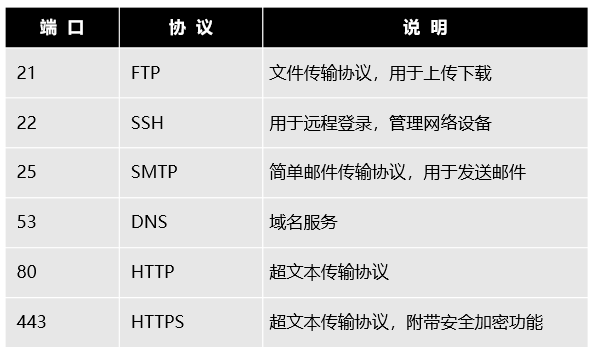 端 口 协 议 说 明
21 FTP 文件传输协议，用于上传下载
22 SSH 用于远程登录，管理网络设备
25 SMTP 简单邮件传输协议，用于发送邮件
53 DNS 域名服务
80 HTTP 超文本传输协议
443 HTTPS 超文本传输协议，附带安全加密功能